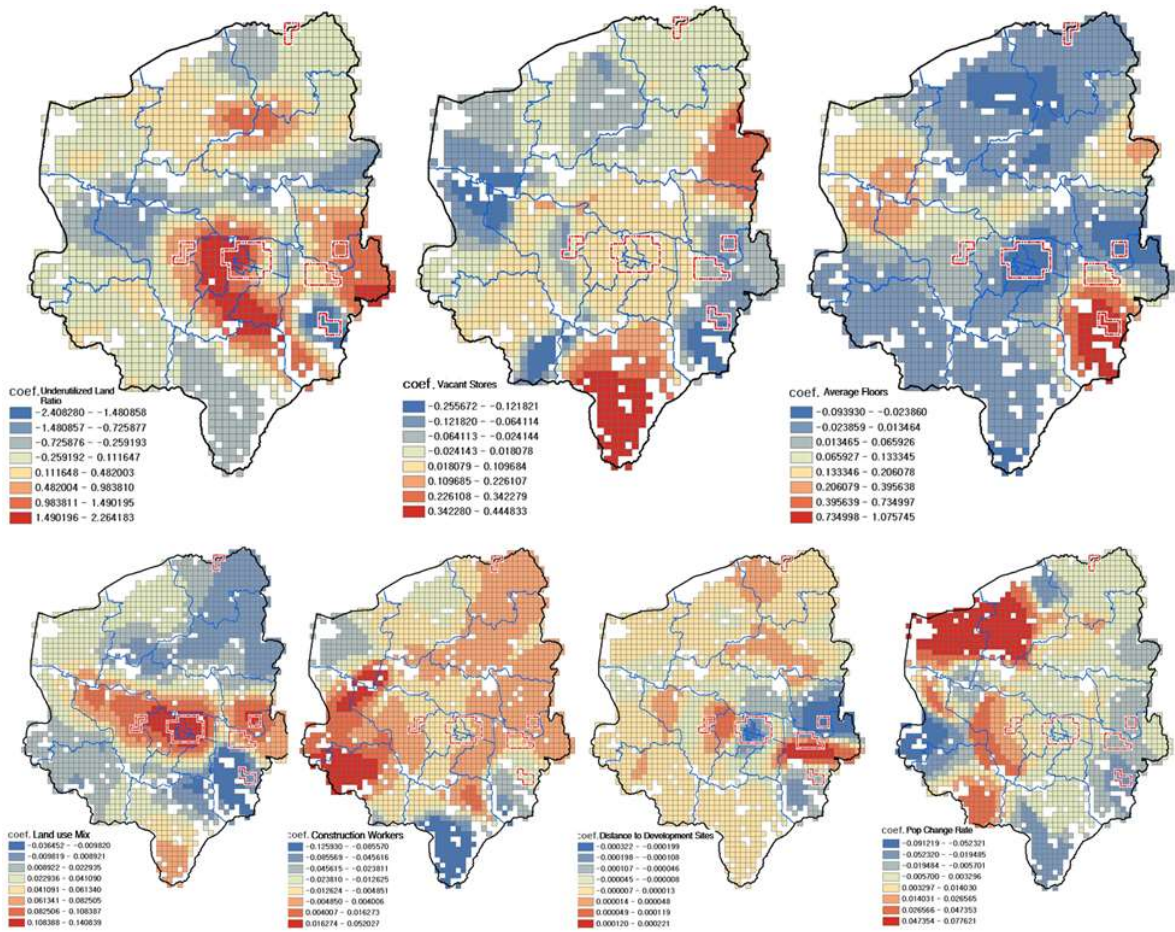 coef. Underutilized Land
Ratio
-2.408280 - -1.480858
-1.480857 - -0.725877
-0.725876 - -0.259193
-0.259192 - 0.111647
0.111648 - 0.482003
0.482004 - 0.983810
0.983811 - 1.490195
1.490196 - 2.264183
coef. Vacant Stores
-0.255672 - -0.121821
-0.121820 - -0.064114
-0.064113 - -0.024144
-0.024143 - 0.018078
0.018079 - 0.109684
0.109685 - 0.226107
0.226108 - 0.342279
0.342280 - 0.444833
coef. Average Floors
-0.093930 - -0.023860
-0.023859 - 0.013464
0.013465 - 0.065926
0.065927 - 0.133345
0.133346 - 0.206078
0.206079 - 0.395638
0.395639 - 0.734997
0.734998 - 1.075745
coef. Land use Mix
-0.036452 - -0.009820
-0.009819 - 0.008921
0.008922 - 0.022935
0.022936 - 0.041090
0.041091 - 0.061340
0.061341 - 0.082505
0.082506 - 0.108387
0.108388 - 0.140839
coef. Construction Workers
-0.125930 - -0.085570
-0.085569 - -0.045616
-0.045615 - -0.023811
-0.023810 - -0.012625
-0.012624 - -0.004851
-0.004850 - 0.004006
0.004007 - 0.016273
0.016274 - 0.052027
coef. Distance to Development Sites
-0.000322 - -0.000199
-0.000198 - -0.000108
-0.000107 - -0.000046
-0.000045 - -0.000008
-0.000007 - 0.000013
0.000014 - 0.000048
0.000049 - 0.000119
0.000120 - 0.000221
coef. Pop Change Rate
-0.091219 - -0.052321
-0.052320 - -0.019485
-0.019484 - -0.005701
-0.005700 - 0.003296
0.003297 - 0.014030
0.014031 - 0.026565
0.026566 - 0.047353
0.047354 - 0.077621